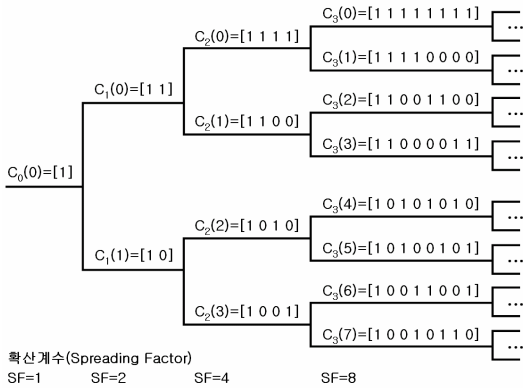 C₃(0)=[1 1 1 1 1 1 1 1]
...
C₂(0)=[1 1 1 1]
C₃(1)=[1 1 1 1 0 0 0 0]
...
C₁(0)=[1 1]
C₃(2)=[1 1 0 0 1 1 0 0]
...
C₂(1)=[1 1 0 0]
C₃(3)=[1 1 0 0 0 0 1 1]
...
C₀(0)=[1]
C₃(4)=[1 0 1 0 1 0 1 0]
...
C₂(2)=[1 0 1 0]
C₃(5)=[1 0 1 0 0 1 0 1]
...
C₁(1)=[1 0]
C₃(6)=[1 0 0 1 1 0 0 1]
...
C₂(3)=[1 0 0 1]
C₃(7)=[1 0 0 1 0 1 1 0]
...
확산계수(Spreading Factor)
SF=1 SF=2 SF=4 SF=8